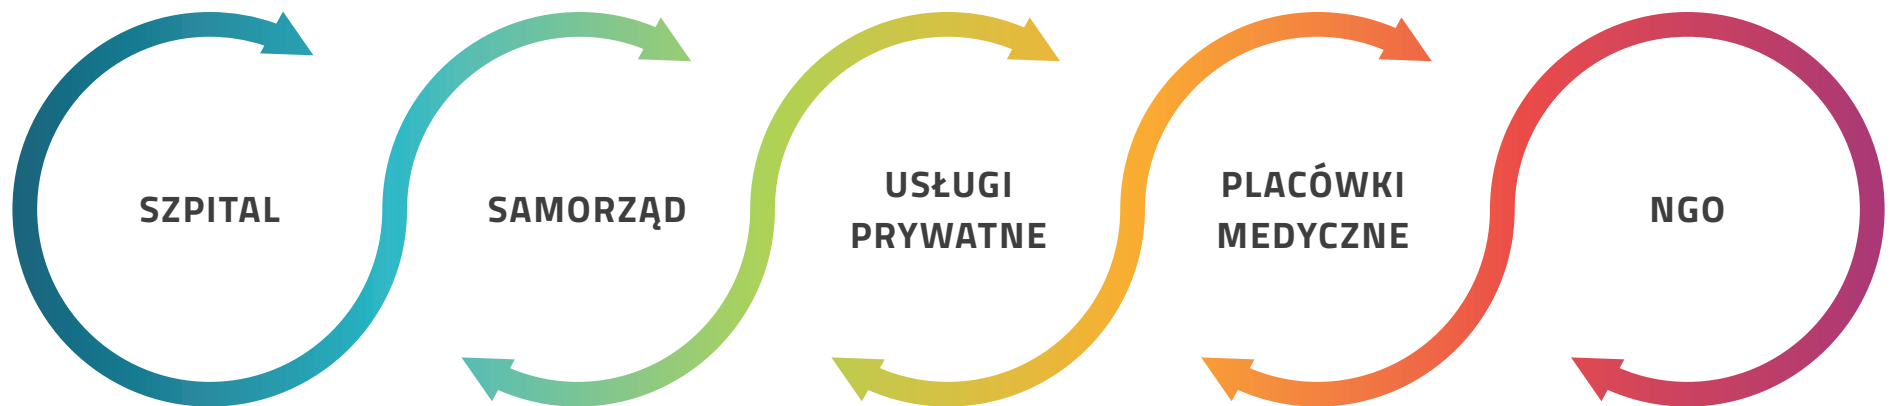 SZPITAL
SAMORZĄD
USŁUGI
PRYWATNE
PLACÓWKI
MEDYCZNE
NGO